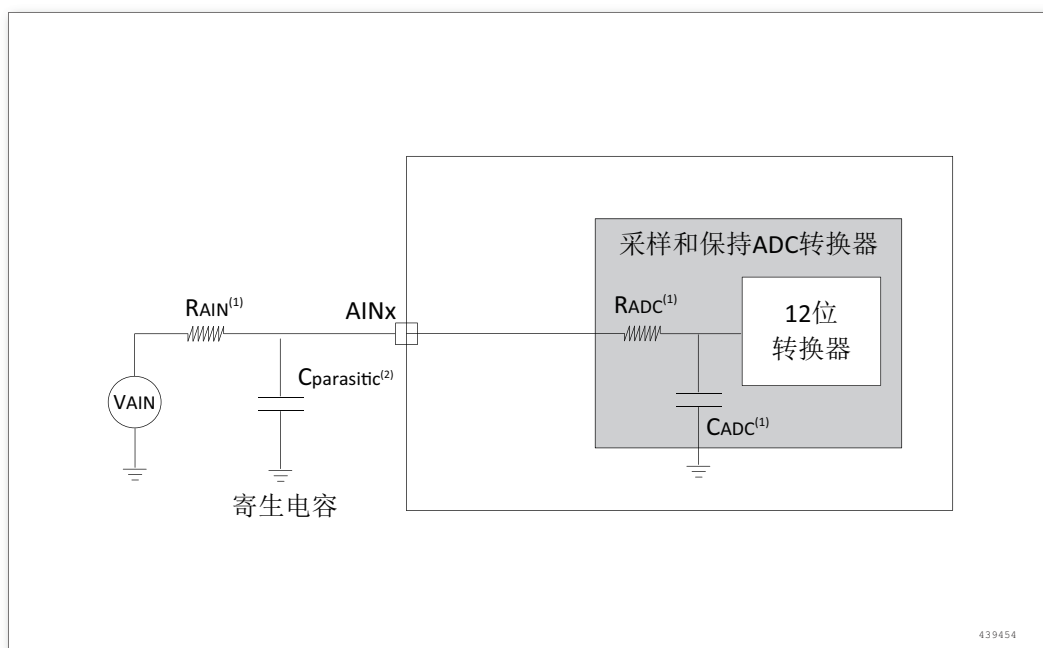 采样和保持ADC转换器
RAIN(1)
AINx
RADC(1)
12位
转换器
Cparasitic(2)
VAIN
CADC(1)
寄生电容
439454